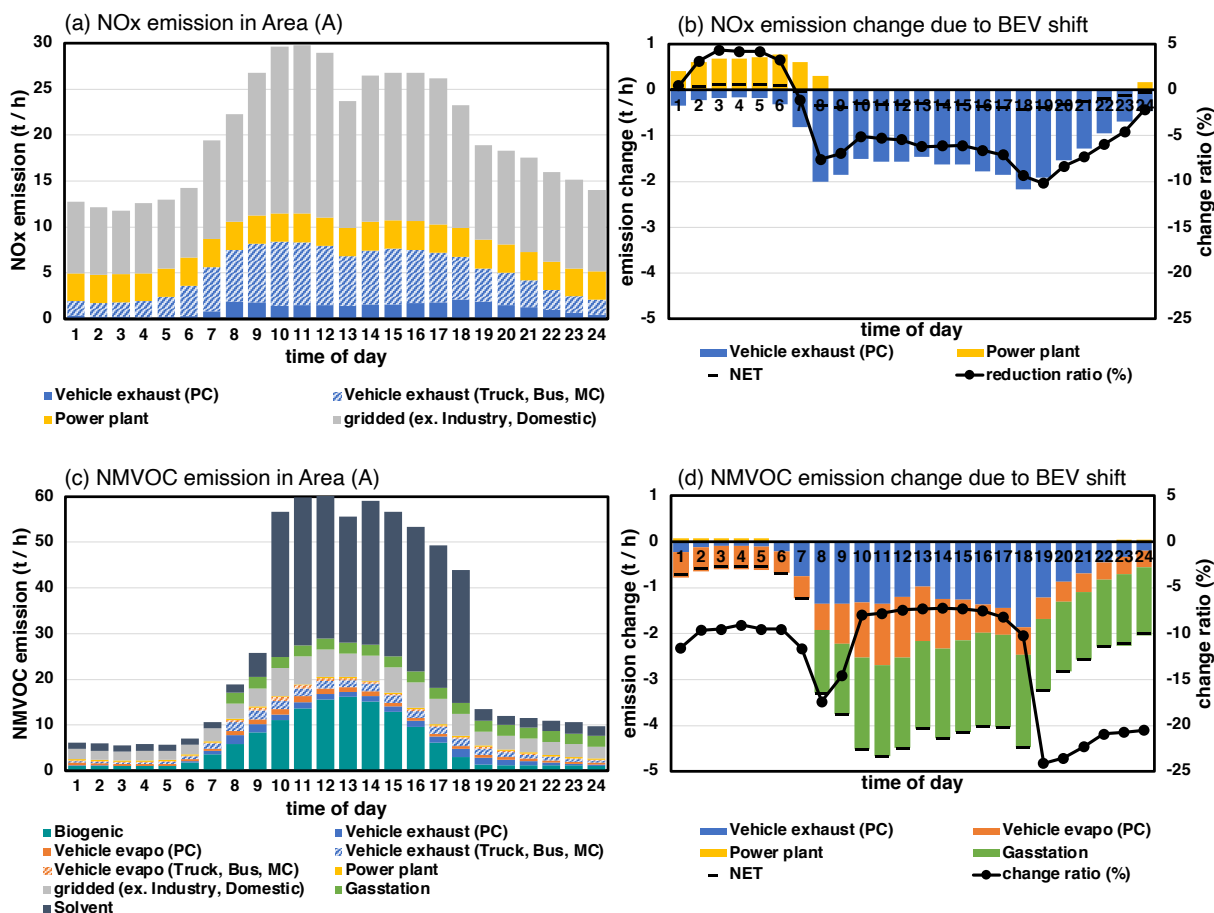 (a) NOx emission in Area (A)
NOx emission (t / h)
30
25
20
15
10
5
0
1 2 3 4 5 6 7 8 9 10 11 12 13 14 15 16 17 18 19 20 21 22 23 24
time of day
Vehicle exhaust (PC)
Vehicle exhaust (Truck, Bus, MC)
Power plant
gridded (ex. Industry, Domestic)
(b) NOx emission change due to BEV shift
emission change (t / h)
1
0
-1
-2
-3
-4
-5
1 2 3 4 5 6 7 8 9 10 11 12 13 14 15 16 17 18 19 20 21 22 23 24
5
0
-5
-10
-15
-20
-25
change ratio (%)
time of day
Vehicle exhaust (PC)
Power plant
NET
reduction ratio (%)
(c) NMVOC emission in Area (A)
NMVOC emission (t / h)
60
50
40
30
20
10
0
1 2 3 4 5 6 7 8 9 10 11 12 13 14 15 16 17 18 19 20 21 22 23 24
time of day
Biogenic
Vehicle exhaust (PC)
Vehicle evapo (PC)
Vehicle exhaust (Truck, Bus, MC)
Vehicle evapo (Truck, Bus, MC)
Power plant
gridded (ex. Industry, Domestic)
Gasstation
Solvent
(d) NMVOC emission change due to BEV shift
emission change (t / h)
1
0
-1
-2
-3
-4
-5
1 2 3 4 5 6 7 8 9 10 11 12 13 14 15 16 17 18 19 20 21 22 23 24
5
0
-5
-10
-15
-20
-25
change ratio (%)
time of day
Vehicle exhaust (PC)
Vehicle evapo (PC)
Power plant
Gasstation
NET
change ratio (%)